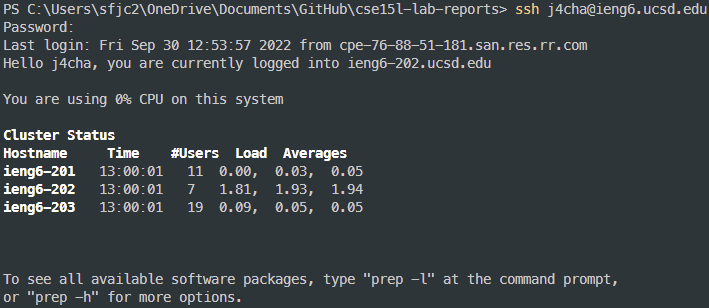 PS C:\Users\sfjc2\OneDrive\Documents\GitHub\cse15l-lab-reports> ssh j4cha@ieng6.ucsd.edu
Password:
Last login: Fri Sep 30 12:53:57 2022 from cpe-76-88-51-181.san.res.rr.com
Hello j4cha, you are currently logged into ieng6-202.ucsd.edu
You are using 0% CPU on this system
Cluster Status
Hostname     Time    #Users  Load  Averages
ieng6-201   13:00:01   11  0.00,  0.03,  0.05
ieng6-202   13:00:01   7   1.81,  1.93,  1.94
ieng6-203   13:00:01   19  0.09,  0.05,  0.05
To see all available software packages, type "prep -l" at the command prompt,
or "prep -h" for more options.